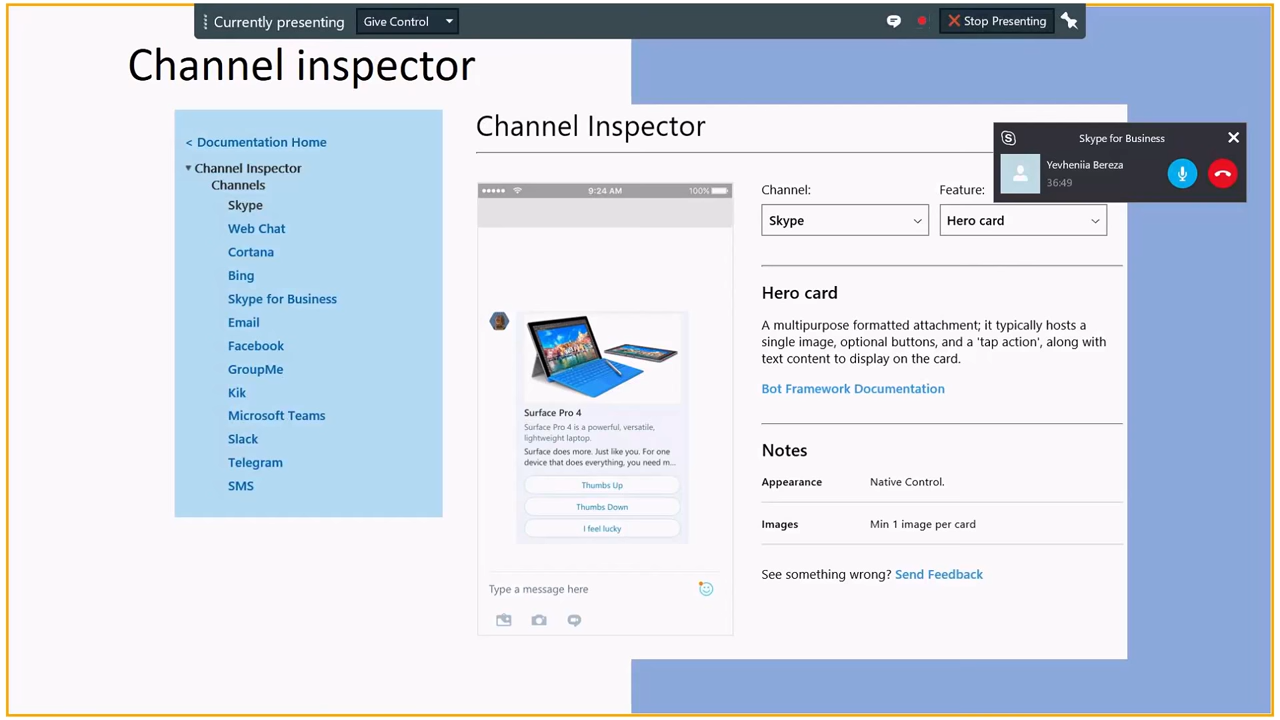 Currently presenting
Give Control
Stop Presenting
Channel inspector
< Documentation Home
Channel Inspector
Channels
Skype
Web Chat
Cortana
Bing
Skype for Business
Email
Facebook
GroupMe
Kik
Microsoft Teams
Slack
Telegram
SMS
Channel Inspector
9:24 AM
100%
Surface Pro 4
Surface Pro 4 is a powerful, versatile,
lightweight laptop.
Surface does more. Just like you. For one
device that does everything, you need m...
Thumbs Up
Thumbs Down
I feel lucky
Type a message here
Channel:
Skype
Feature:
Hero card
Hero card
A multipurpose formatted attachment; it typically hosts a
single image, optional buttons, and a 'tap action', along with
text content to display on the card.
Bot Framework Documentation
Notes
Appearance Native Control.
Images Min 1 image per card
See something wrong? Send Feedback
Skype for Business
Yevheniia Bereza
36:49